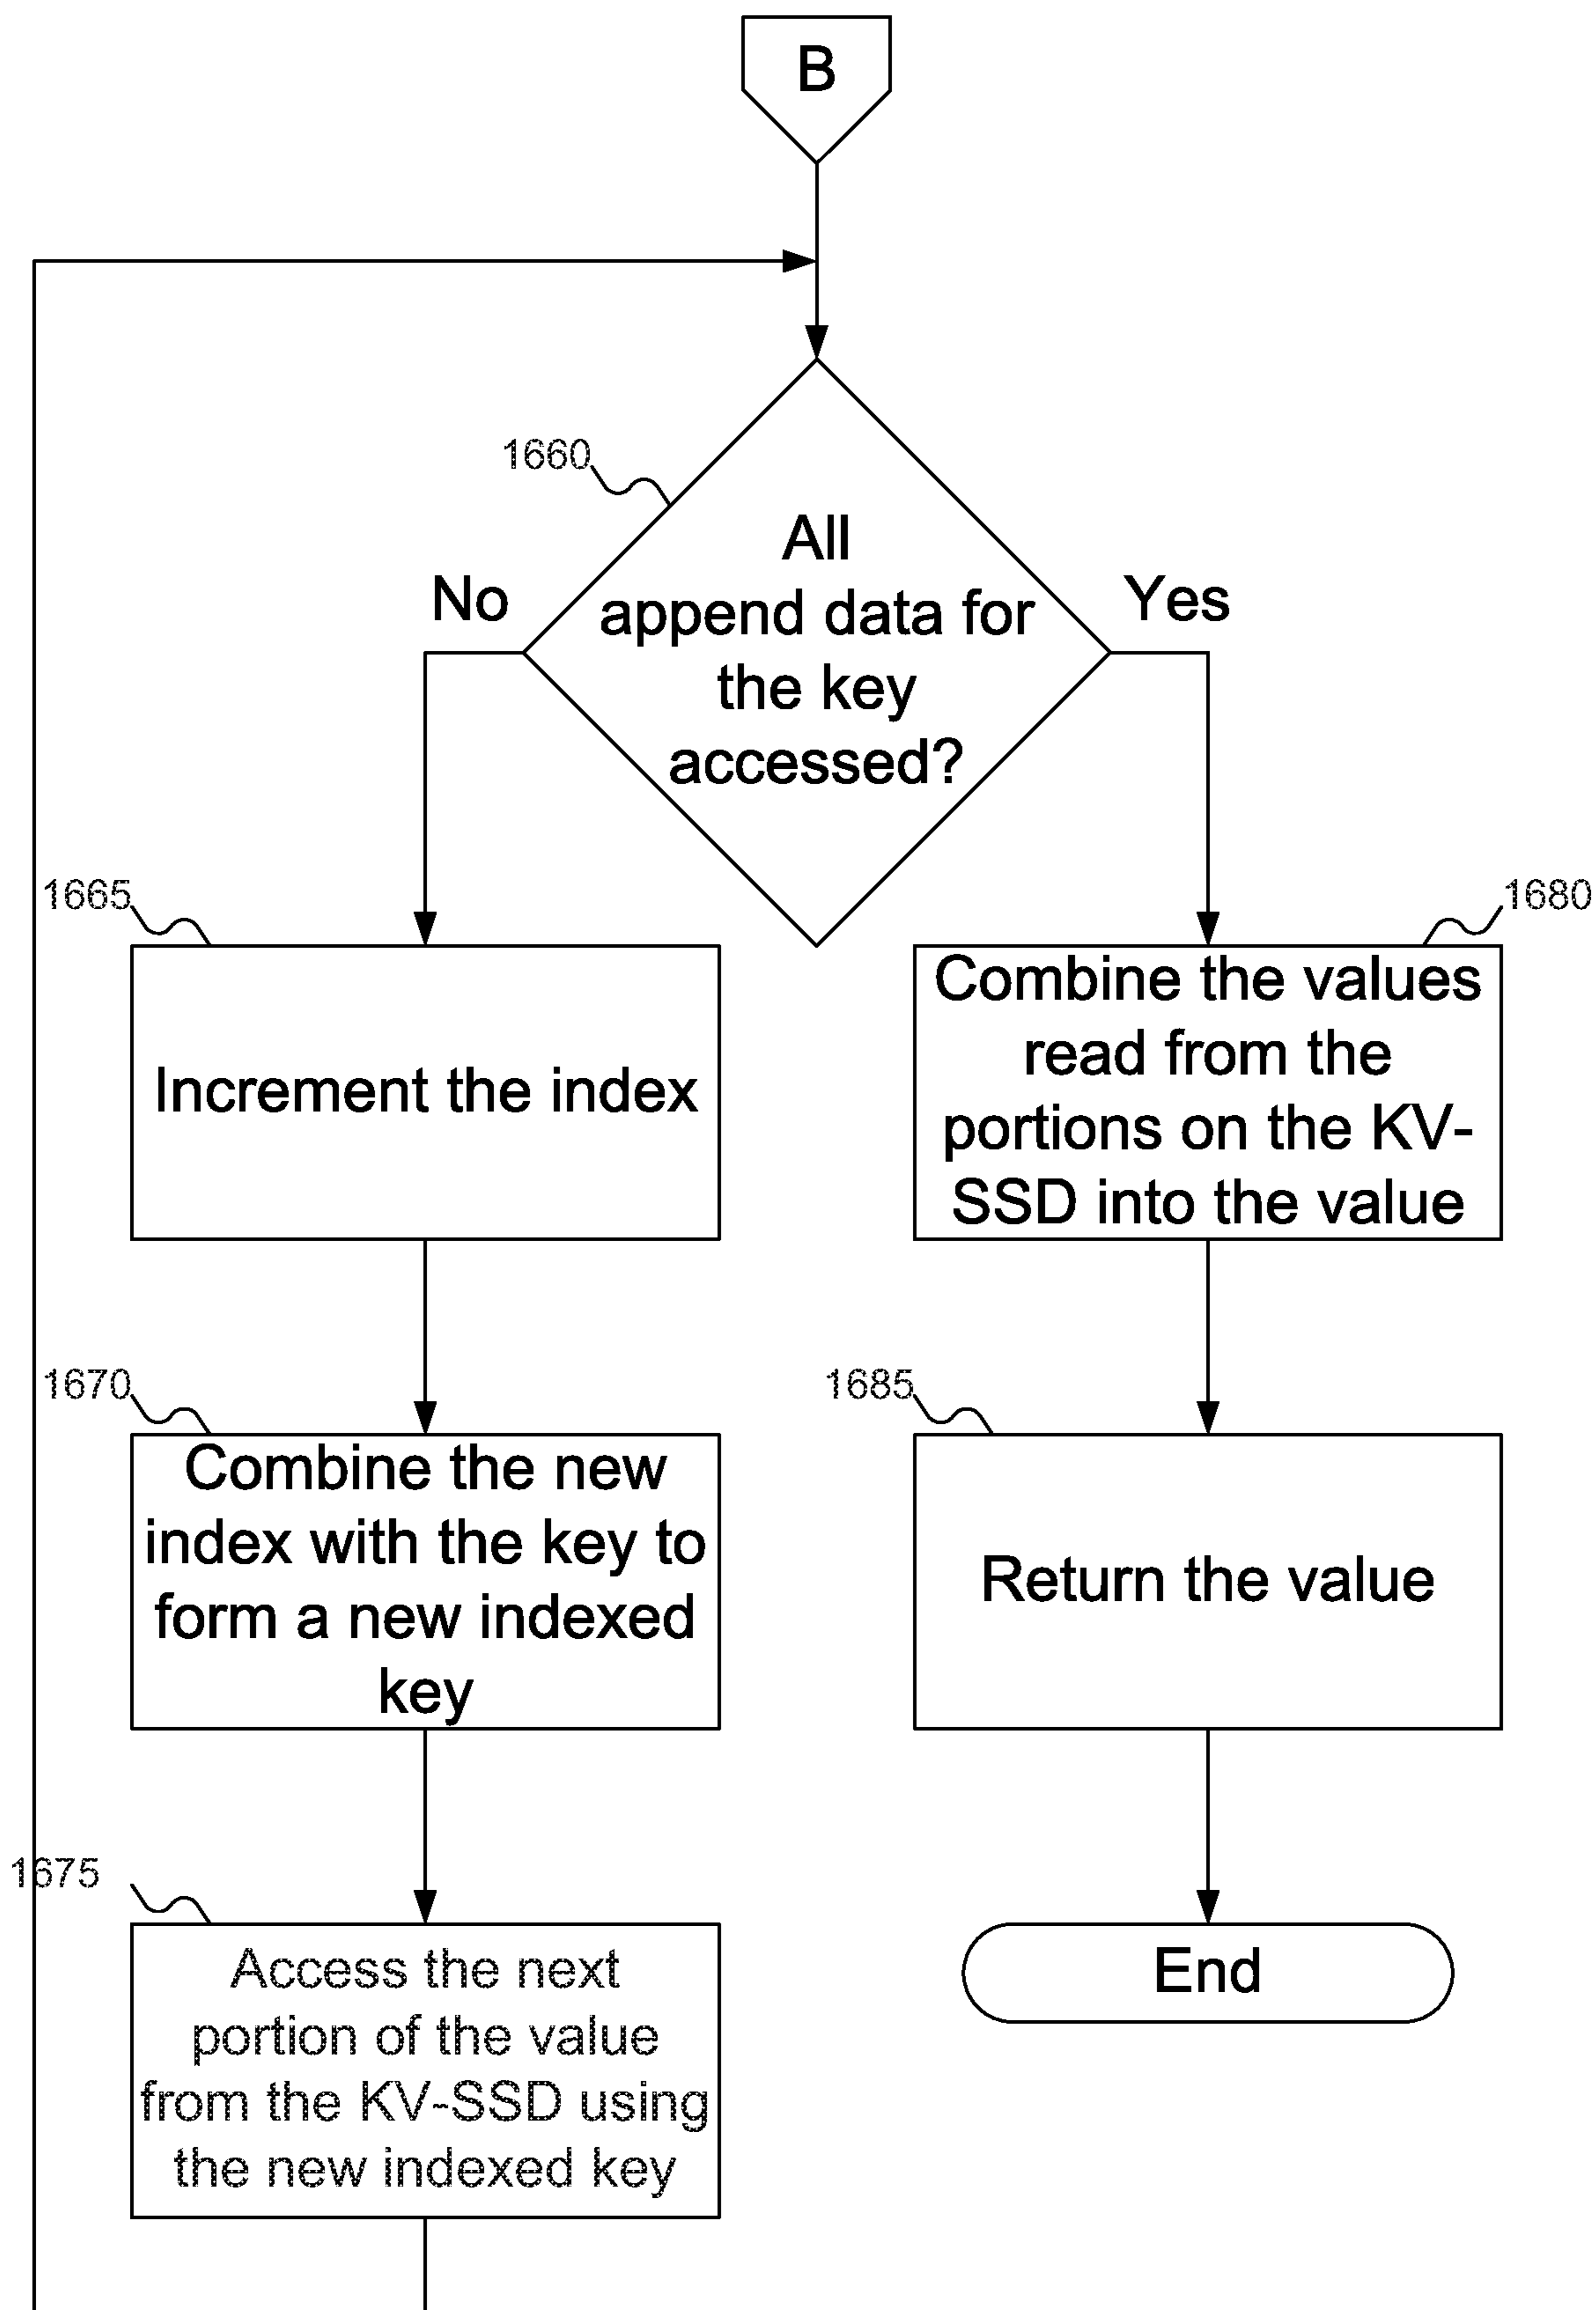 B
1660
All
append data for
the key
accessed?
No
Yes
1665
Increment the index
1680
Combine the values
read from the
portions on the KV-
SSD into the value
1670
Combine the new
index with the key to
form a new indexed
key
1685
Return the value
1675
Access the next
portion of the value
from the KV-SSD using
the new indexed key
End